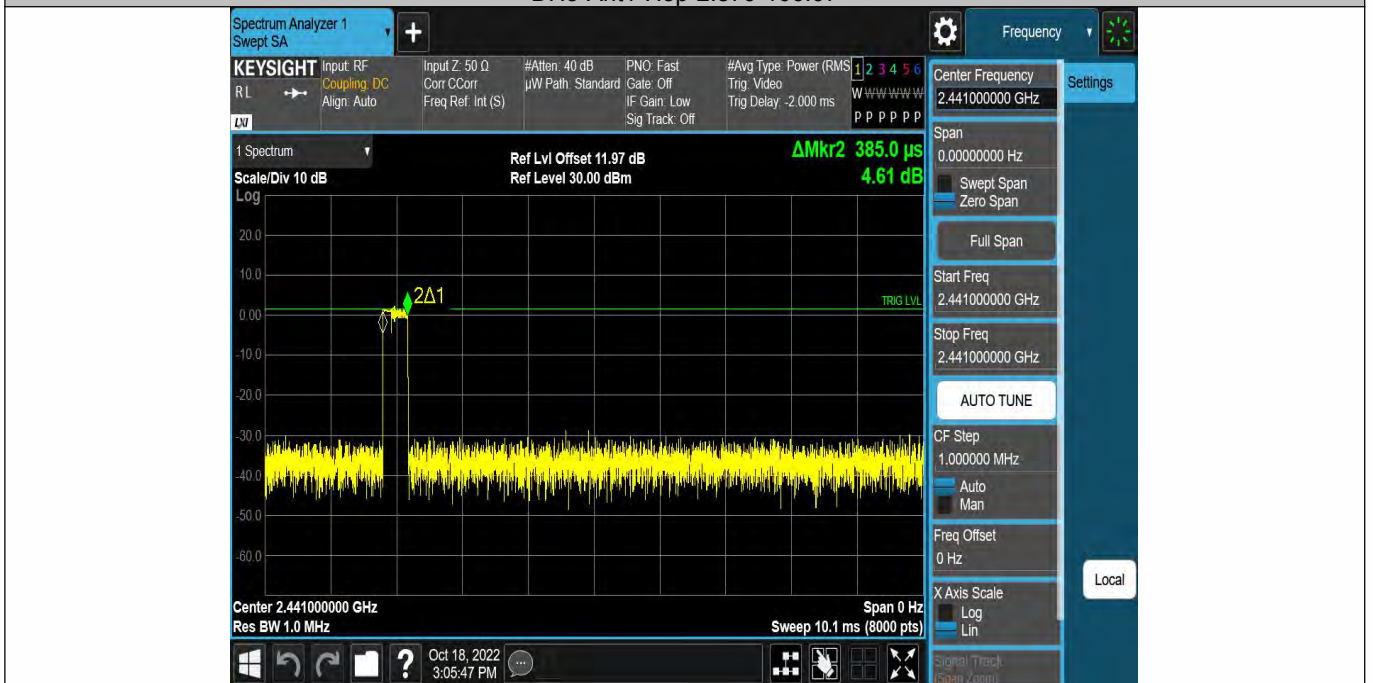 Spectrum Analyzer 1
Swept SA
Frequency
KEYSIGHT
RL
LXI
Input: RF
Coupling: DC
Align: Auto
Input Z: 50 Ω
Corr CCorr
Freq Ref: Int (S)
#Atten: 40 dB
µW Path: Standard
PNO: Fast
Gate: Off
IF Gain: Low
Sig Track: Off
#Avg Type: Power (RMS
Trig: Video
Trig Delay: -2.000 ms
1 2 3 4 5 6
W W W W W W
P P P P P P
1 Spectrum
Scale/Div 10 dB
Log
Ref Lvl Offset 11.97 dB
Ref Level 30.00 dBm
ΔMkr2 385.0 µs
4.61 dB
20.0
10.0
0.00
-10.0
-20.0
-30.0
-40.0
-50.0
-60.0
2Δ1
TRIG LVL
Center 2.441000000 GHz
Res BW 1.0 MHz
Span 0 Hz
Sweep 10.1 ms (8000 pts)
Center Frequency
2.441000000 GHz
Settings
Span
0.00000000 Hz
Swept Span
Zero Span
Full Span
Start Freq
2.441000000 GHz
Stop Freq
2.441000000 GHz
AUTO TUNE
CF Step
1.000000 MHz
Auto
Man
Freq Offset
0 Hz
X Axis Scale
Log
Lin
Local
Signal Track
(Span Zoom)
?
Oct 18, 2022
3:05:47 PM